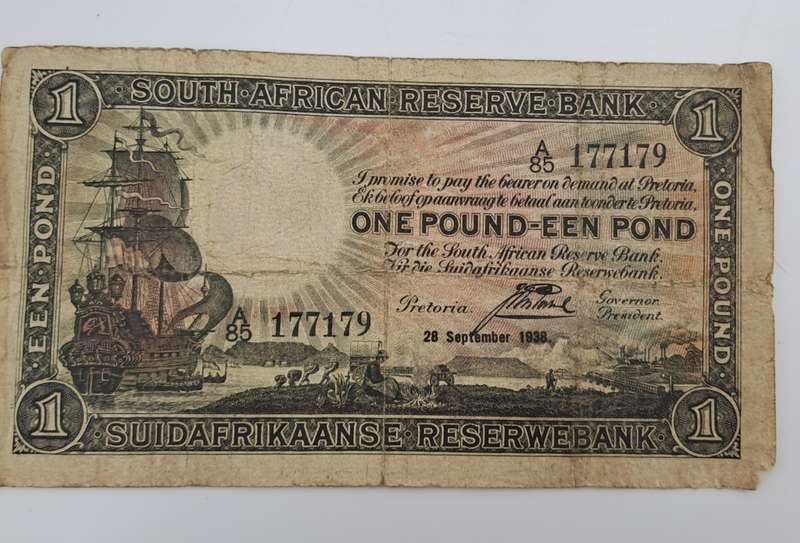 1 SOUTH·AFRICAN·RESERVE·BANK· 1
A/85 177179
I promise to pay the bearer on demand at Pretoria,
Ek beloof op aanvraag te betaal aan toonder te Pretoria,
ONE POUND-EEN POND
For the South African Reserve Bank.
Vir die Suidafrikaanse Reservebank.
Pretoria. Governor
President.
28 September 1938.
A/85 177179
EEN·POND
ONE·POUND
1 ·SUIDAFRIKAANSE·RESERWEBANK· 1